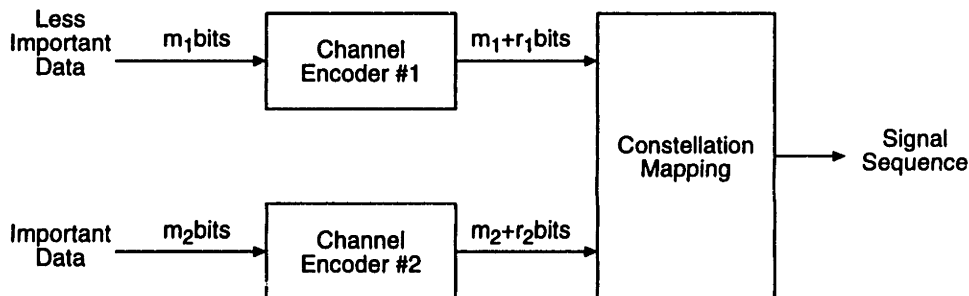 Less
Important
Data
m₁bits
Channel
Encoder #1
m₁+r₁bits
Constellation
Mapping
Signal
Sequence
Important
Data
m₂bits
Channel
Encoder #2
m₂+r₂bits